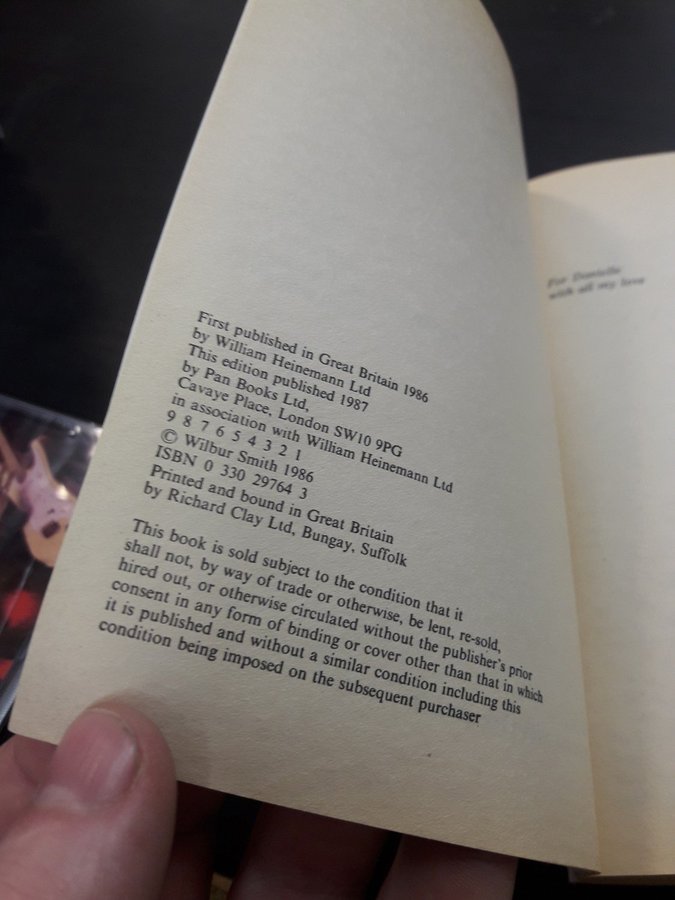 First published in Great Britain 1986
by William Heinemann Ltd
This edition published 1987
by Pan Books Ltd,
Cavaye Place, London SW10 9PG
in association with William Heinemann Ltd
9 8 7 6 5 4 3 2 1
© Wilbur Smith 1986
ISBN 0 330 29764 3
Printed and bound in Great Britain
by Richard Clay Ltd, Bungay, Suffolk
This book is sold subject to the condition that it
shall not, by way of trade or otherwise, be lent, re-sold,
hired out, or otherwise circulated without the publisher's prior
consent in any form of binding or cover other than that in which
it is published and without a similar condition including this
condition being imposed on the subsequent purchaser
For Danielle
with all my love